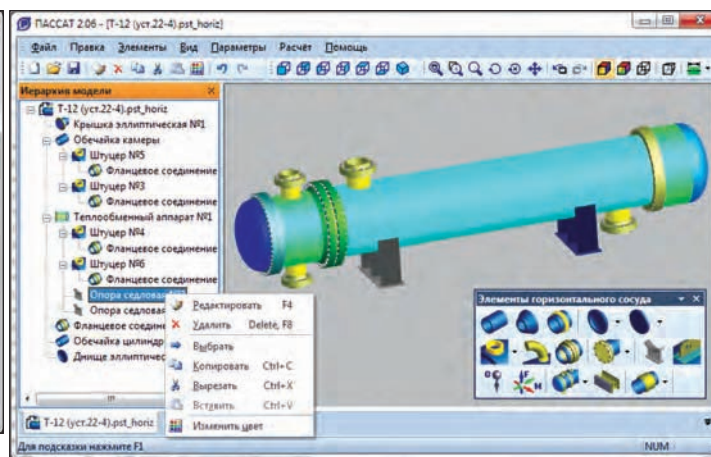 ПАССАТ 2.06 - [Т-12 (уст.22-4).pst_horiz]
Файл Правка Элементы Вид Параметры Расчёт Помощь
Иерархия модели
Т-12 (уст.22-4).pst_horiz
Крышка эллиптическая №1
Обечайка камеры
Штуцер №5
Фланцевое соединение
Штуцер №3
Фланцевое соединение
Теплообменный аппарат №1
Штуцер №4
Фланцевое соединение
Штуцер №6
Фланцевое соединение
Опора седловая
Опора седловая
Фланцевое соедин
Обечайка цилиндр
Днище эллиптичес
Редактировать F4
Удалить Delete, F8
Выбрать
Копировать Ctrl+C
Вырезать Ctrl+X
Вставить Ctrl+V
Изменить цвет
Элементы горизонтального сосуда
Т-12 (уст.22-4).pst_horiz
Для подсказки нажмите F1 NUM